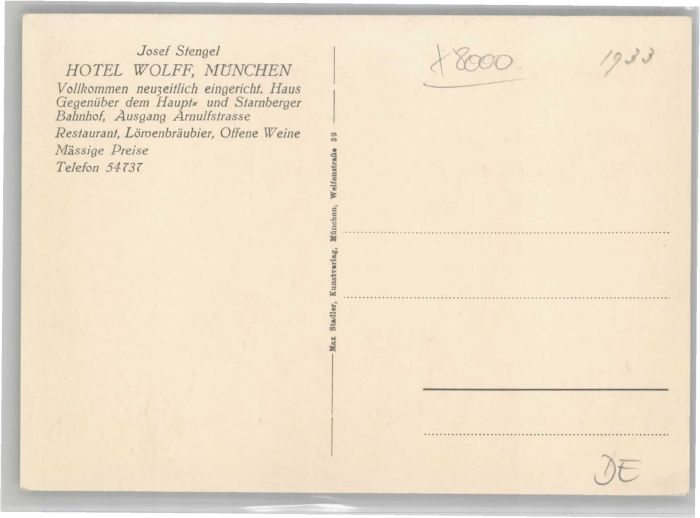 Josef Stengel
HOTEL WOLFF, MÜNCHEN
Vollkommen neuzeitlich eingericht. Haus
Gegenüber dem Haupt= und Starnberger
Bahnhof, Ausgang Arnulfstrasse
Restaurant, Löwenbräubier, Offene Weine
Mässige Preise
Telefon 54737
Max Stadler, Kunstverlag, München, Welfenstraße 39
x8000
1933
DE